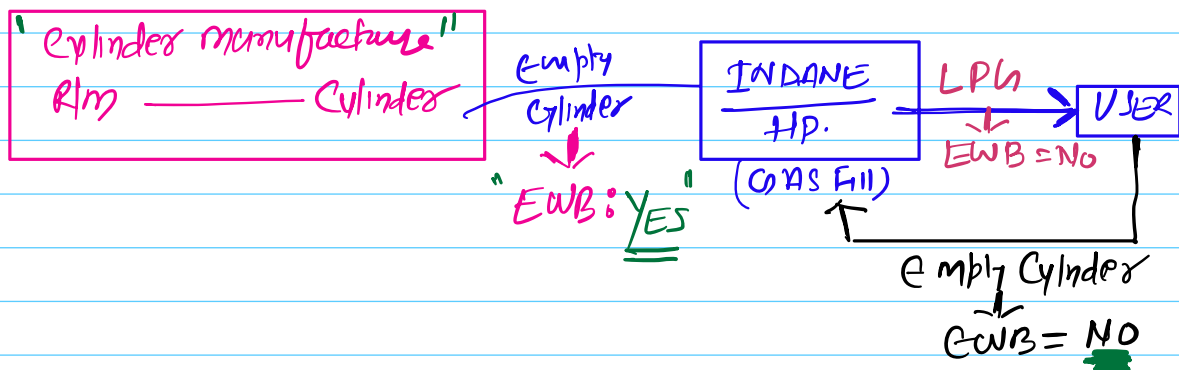 "Cylinder manufacture"
R/m — Cylinder
empty
Cylinder
"EWB: YES"
INDANE
HP.
(GAS Fill)
LPG
EWB = No
USER
empty Cylinder
EWB = NO